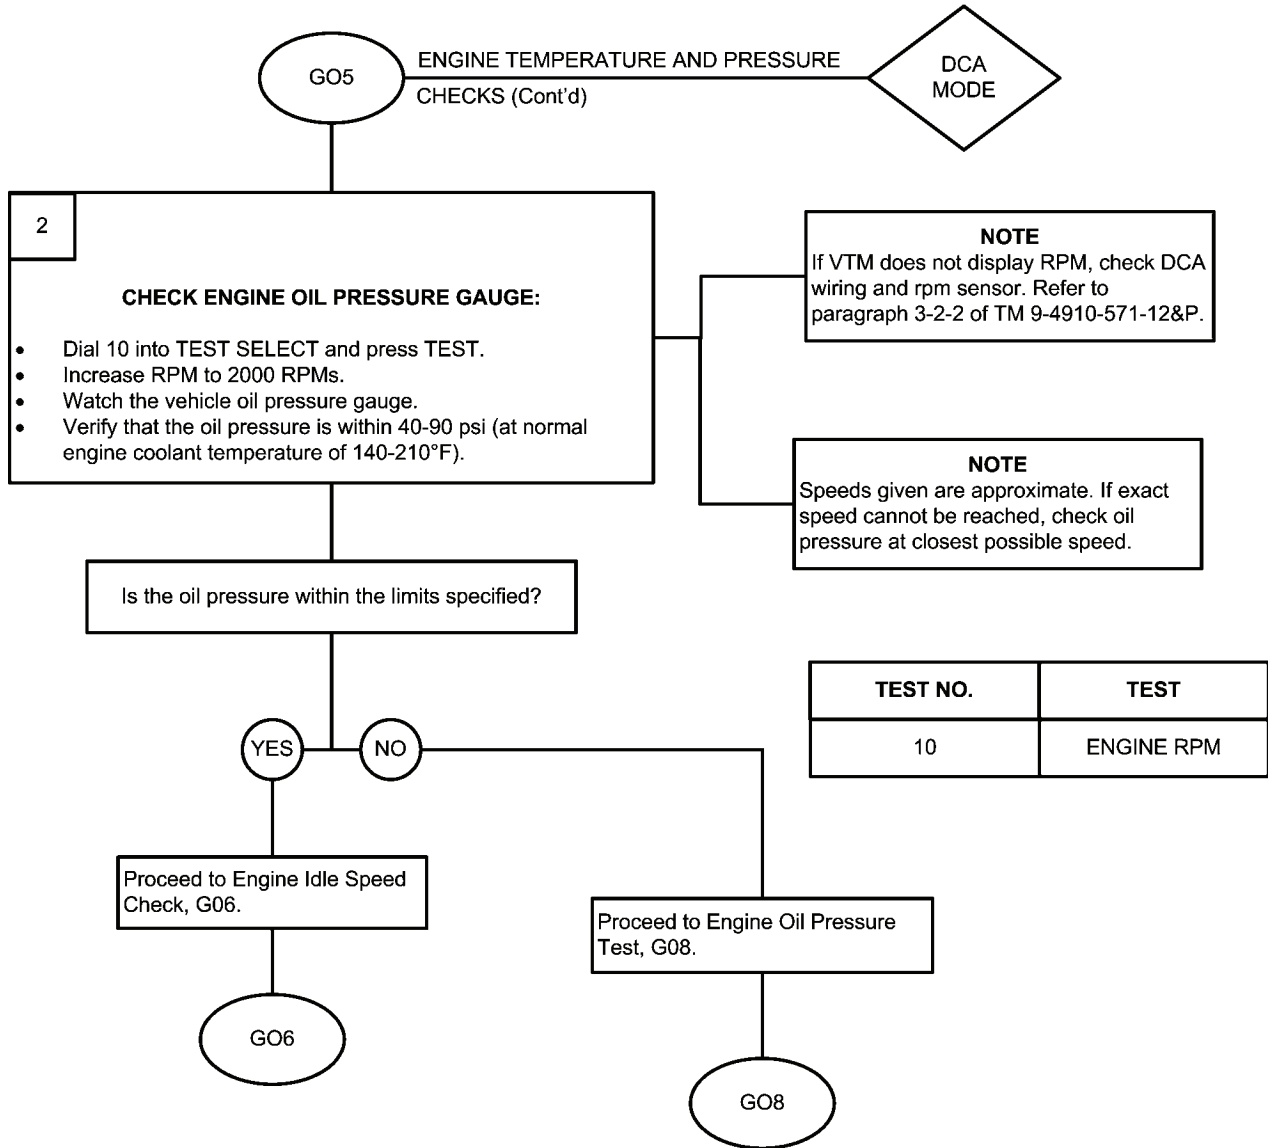 GO5
ENGINE TEMPERATURE AND PRESSURE
CHECKS (Cont'd)
DCA
MODE
2
CHECK ENGINE OIL PRESSURE GAUGE:
• Dial 10 into TEST SELECT and press TEST.
• Increase RPM to 2000 RPMs.
• Watch the vehicle oil pressure gauge.
• Verify that the oil pressure is within 40-90 psi (at normal
engine coolant temperature of 140-210°F).
NOTE
If VTM does not display RPM, check DCA
wiring and rpm sensor. Refer to
paragraph 3-2-2 of TM 9-4910-571-12&P.
NOTE
Speeds given are approximate. If exact
speed cannot be reached, check oil
pressure at closest possible speed.
Is the oil pressure within the limits specified?
TEST NO. TEST
10 ENGINE RPM
YES NO
Proceed to Engine Idle Speed
Check, G06.
Proceed to Engine Oil Pressure
Test, G08.
GO6
GO8